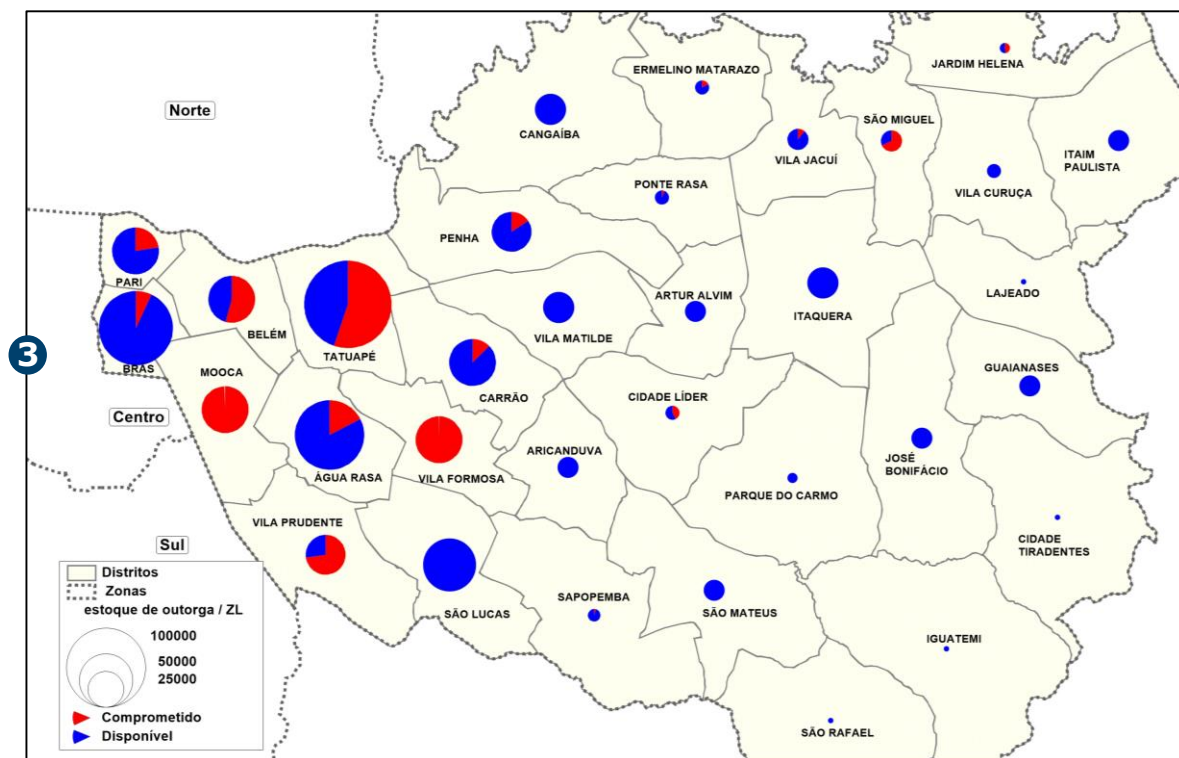 JARDIM HELENA
ERMELINO MATARAZO
Norte
SÃO MIGUEL
CANGAÍBA
VILA JACUÍ
ITAIM
PAULISTA
VILA CURUÇA
PONTE RASA
PENHA
PARI
LAJEADO
ARTUR ALVIM
ITAQUERA
BELÉM
VILA MATILDE
TATUAPÉ
3
BRÁS
MOOCA
GUAIANASES
CARRÃO
CIDADE LÍDER
Centro
ARICANDUVA
JOSÉ
BONIFÁCIO
ÁGUA RASA
VILA FORMOSA
PARQUE DO CARMO
VILA PRUDENTE
CIDADE
TIRADENTES
Sul
SÃO LUCAS
SAPOPEMBA
SÃO MATEUS
IGUATEMI
SÃO RAFAEL
Distritos
Zonas
estoque de outorga / ZL
100000
50000
25000
Comprometido
Disponível